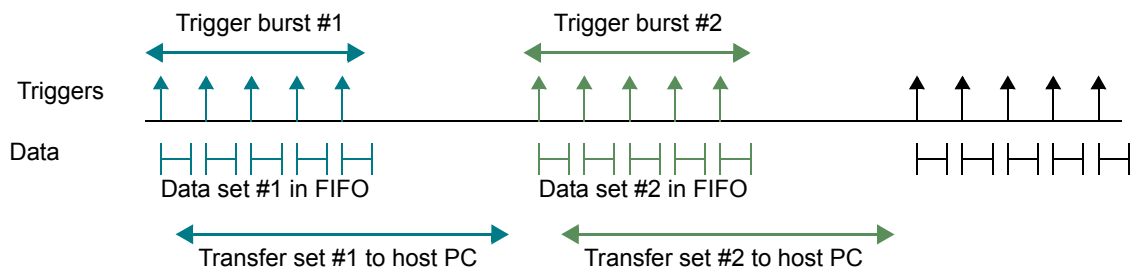 Trigger burst #1
Trigger burst #2
Triggers
Data
Data set #1 in FIFO
Data set #2 in FIFO
Transfer set #1 to host PC
Transfer set #2 to host PC